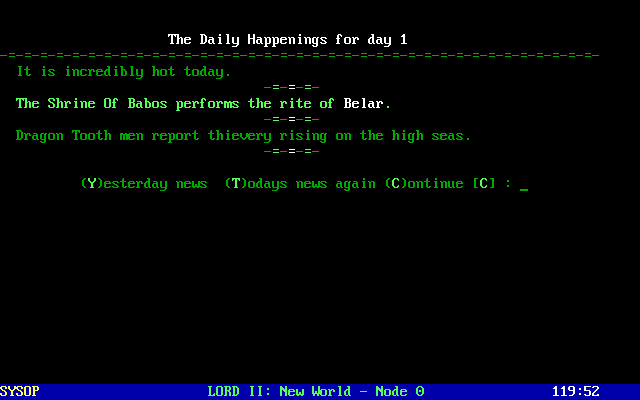 The Daily Happenings for day 1
-=-=-=-=-=-=-=-=-=-=-=-=-=-=-=-=-=-=-=-=-=-=-=-=-=-=-=-=-=-=-=-=-=-=-=-=-=-
It is incredibly hot today.
-=-=-=-
The Shrine Of Babos performs the rite of Belar.
-=-=-=-
Dragon Tooth men report thievery rising on the high seas.
-=-=-=-
(Y)esterday news (T)odays news again (C)ontinue [C] : _
SYSOP LORD II: New World - Node 0 119:52